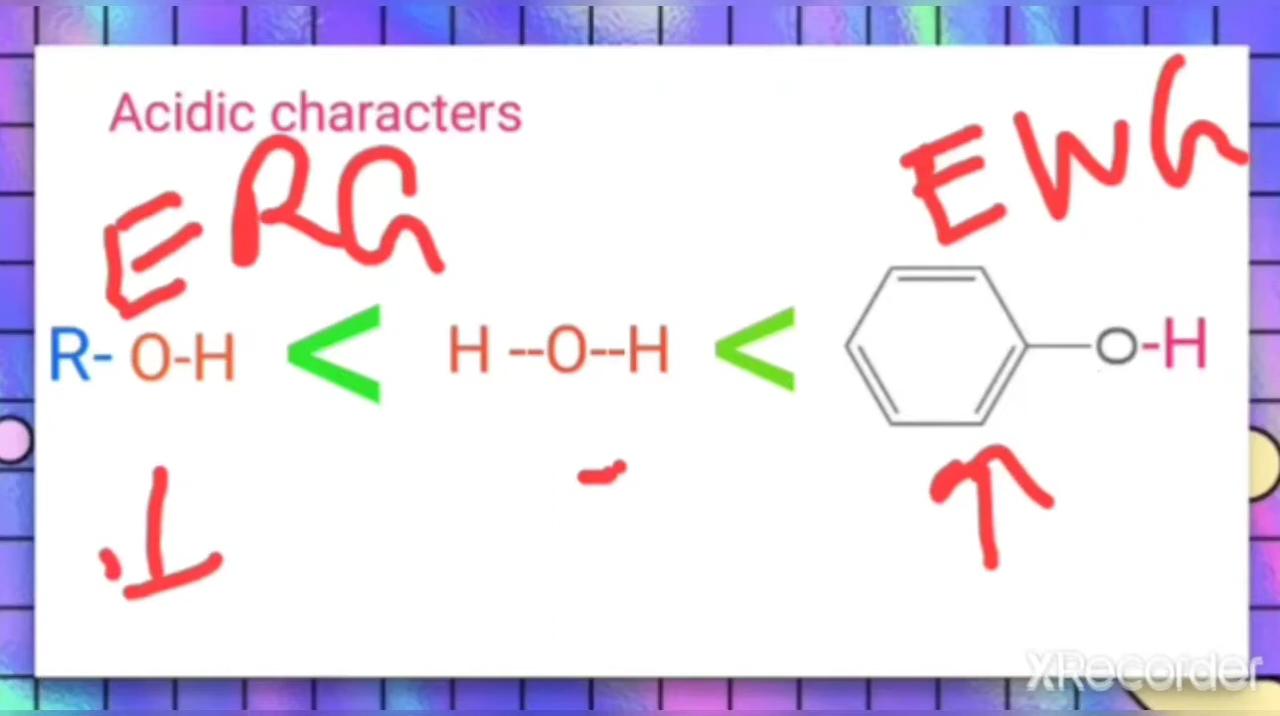 Acidic characters
ERG EWG
R- O-H < H --O--H < O-H
XRecorder